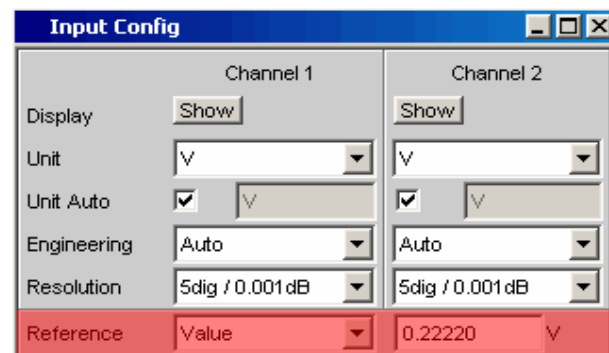 Input Config
Channel 1 Channel 2
Display Show Show
Unit V V
Unit Auto V V
Engineering Auto Auto
Resolution 5dig / 0.001dB 5dig / 0.001dB
Reference Value 0.22220 V